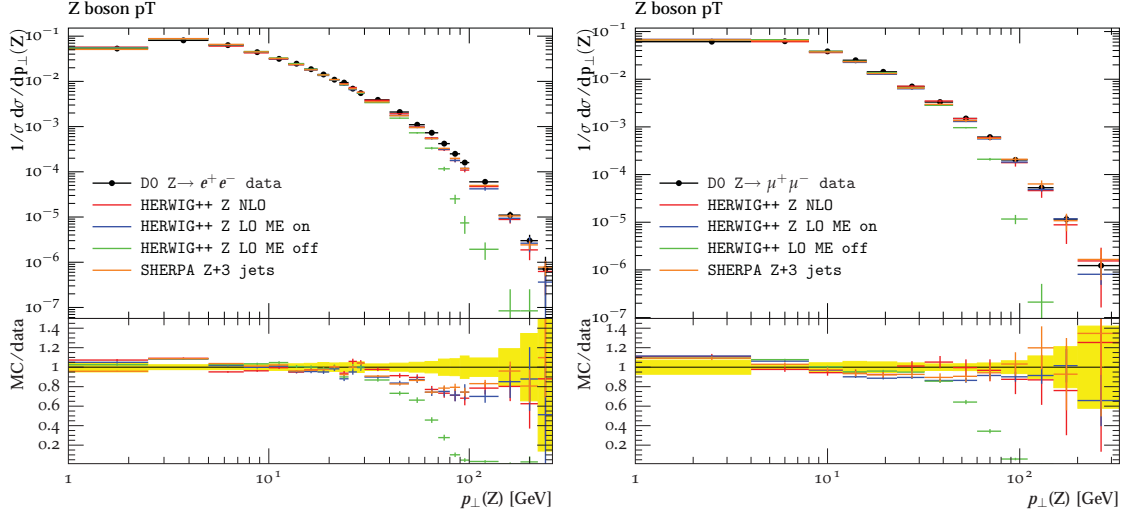 Z boson pT
1/σ dσ/dp⊥(Z)
10⁻¹
10⁻²
10⁻³
10⁻⁴
10⁻⁵
10⁻⁶
10⁻⁷
D0 Z→ e⁺e⁻ data
HERWIG++ Z NLO
HERWIG++ Z LO ME on
HERWIG++ LO ME off
SHERPA Z+3 jets
MC/data
1.4
1.2
1
0.8
0.6
0.4
0.2
1 10¹ 10²
p⊥(Z) [GeV]
Z boson pT
1/σ dσ/dp⊥(Z)
10⁻¹
10⁻²
10⁻³
10⁻⁴
10⁻⁵
10⁻⁶
10⁻⁷
D0 Z→ μ⁺μ⁻ data
HERWIG++ Z NLO
HERWIG++ Z LO ME on
HERWIG++ LO ME off
SHERPA Z+3 jets
MC/data
1.4
1.2
1
0.8
0.6
0.4
0.2
1 10¹ 10²
p⊥(Z) [GeV]